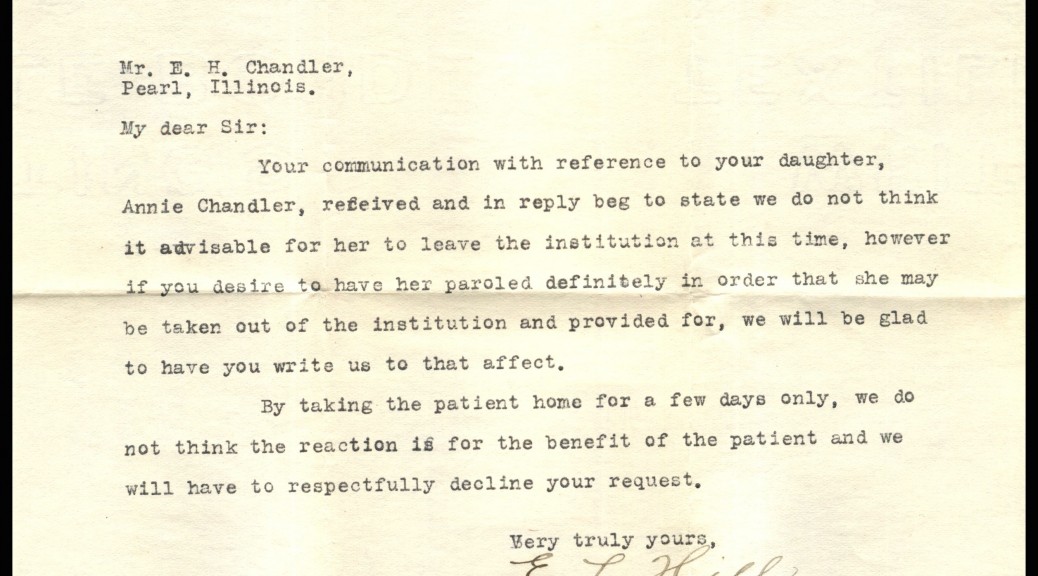 Mr. E. H. Chandler,
Pearl, Illinois.
My dear Sir:
Your communication with reference to your daughter,
Annie Chandler, received and in reply beg to state we do not think
it advisable for her to leave the institution at this time, however
if you desire to have her paroled definitely in order that she may
be taken out of the institution and provided for, we will be glad
to have you write us to that affect.
By taking the patient home for a few days only, we do
not think the reaction is for the benefit of the patient and we
will have to respectfully decline your request.
Very truly yours,
E L Hill